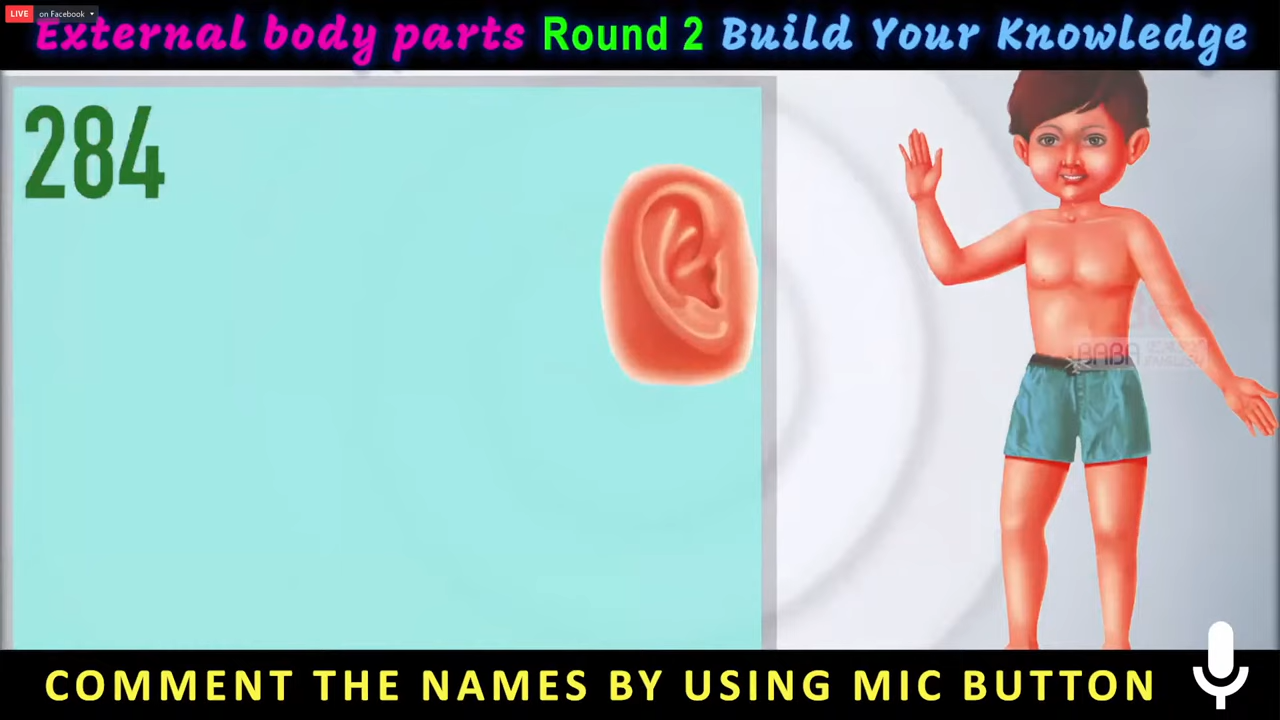 LIVE on Facebook
External body parts Round 2 Build Your Knowledge
284
BABA
COMMENT THE NAMES BY USING MIC BUTTON